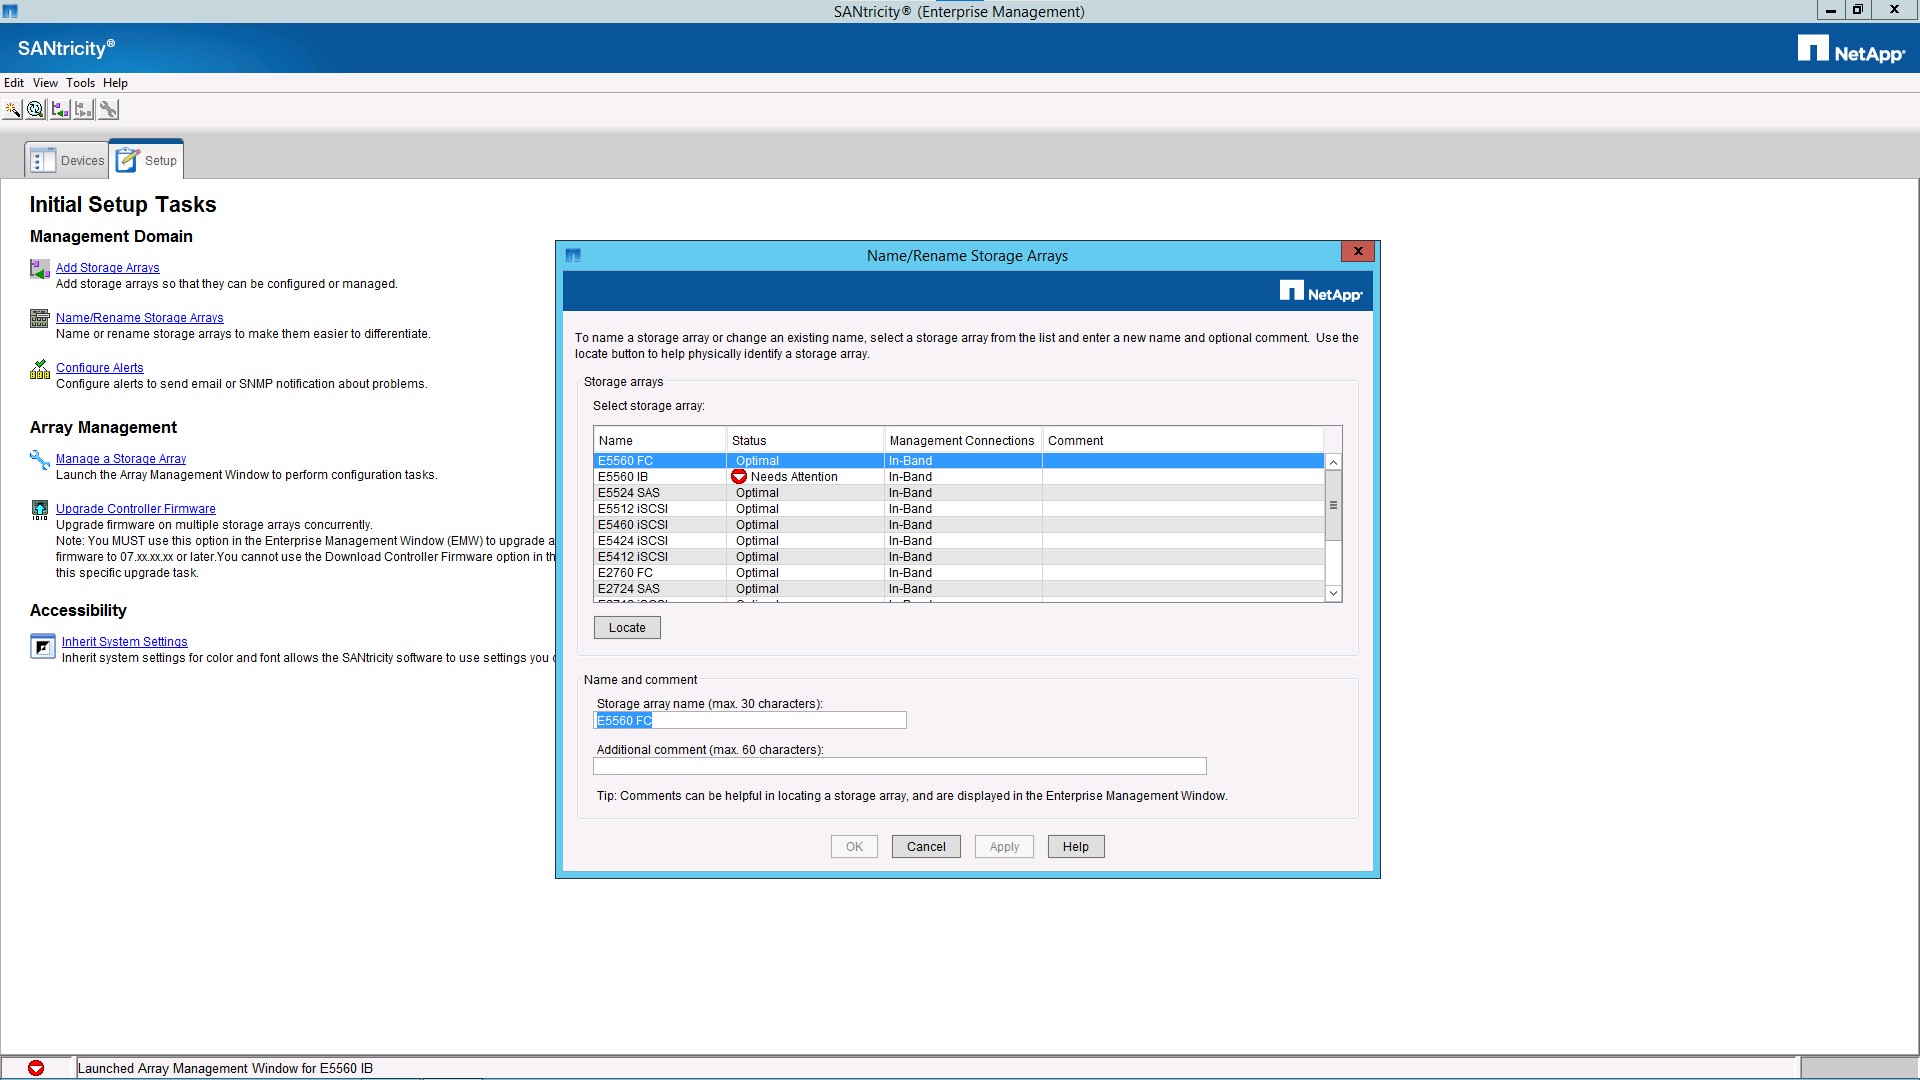 SANtricity® (Enterprise Management)
SANtricity®
NetApp
Edit View Tools Help
Devices
Setup
Initial Setup Tasks
Management Domain
Add Storage Arrays
Add storage arrays so that they can be configured or managed.
Name/Rename Storage Arrays
Name or rename storage arrays to make them easier to differentiate.
Configure Alerts
Configure alerts to send email or SNMP notification about problems.
Array Management
Manage a Storage Array
Launch the Array Management Window to perform configuration tasks.
Upgrade Controller Firmware
Upgrade firmware on multiple storage arrays concurrently.
Note: You MUST use this option in the Enterprise Management Window (EMW) to upgrade a
firmware to 07.xx.xx.xx or later.You cannot use the Download Controller Firmware option in th
this specific upgrade task.
Accessibility
Inherit System Settings
Inherit system settings for color and font allows the SANtricity software to use settings you
Name/Rename Storage Arrays
NetApp
To name a storage array or change an existing name, select a storage array from the list and enter a new name and optional comment. Use the
locate button to help physically identify a storage array.
Storage arrays
Select storage array:
Name Status Management Connections Comment
E5560 FC Optimal In-Band
E5560 IB Needs Attention In-Band
E5524 SAS Optimal In-Band
E5512 iSCSI Optimal In-Band
E5460 iSCSI Optimal In-Band
E5424 iSCSI Optimal In-Band
E5412 iSCSI Optimal In-Band
E2760 FC Optimal In-Band
E2724 SAS Optimal In-Band
Locate
Name and comment
Storage array name (max. 30 characters):
E5560 FC
Additional comment (max. 60 characters):
Tip: Comments can be helpful in locating a storage array, and are displayed in the Enterprise Management Window.
OK Cancel Apply Help
Launched Array Management Window for E5560 IB